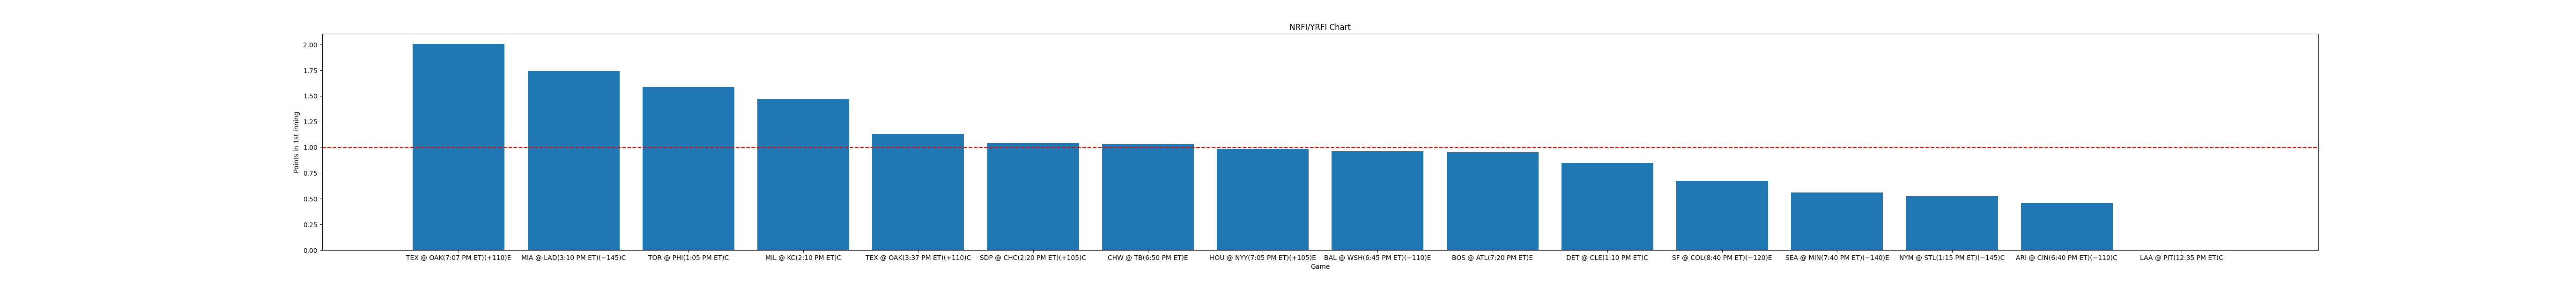 NRFI/YRFI Chart
Points in 1st inning
2.00
1.75
1.50
1.25
1.00
0.75
0.50
0.25
0.00
TEX @ OAK(7:07 PM ET)(+110)E
MIA @ LAD(3:10 PM ET)(−145)C
TOR @ PHI(1:05 PM ET)C
MIL @ KC(2:10 PM ET)C
TEX @ OAK(3:37 PM ET)(+110)C
SDP @ CHC(2:20 PM ET)(+105)C
CHW @ TB(6:50 PM ET)E
HOU @ NYY(7:05 PM ET)(+105)E
BAL @ WSH(6:45 PM ET)(−110)E
BOS @ ATL(7:20 PM ET)E
DET @ CLE(1:10 PM ET)C
SF @ COL(8:40 PM ET)(−120)E
SEA @ MIN(7:40 PM ET)(−140)E
NYM @ STL(1:15 PM ET)(−145)C
ARI @ CIN(6:40 PM ET)(−110)C
LAA @ PIT(12:35 PM ET)C
Game